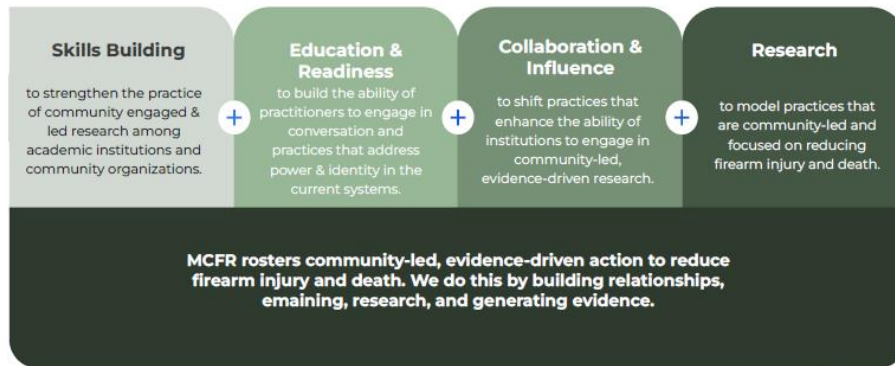 Skills Building
to strengthen the practice
of community engaged &
led research among
academic institutions and
community organizations.
+
Education &
Readiness
to build the ability of
practitioners to engage in
conversation and
practices that address
power & identity in the
current systems.
+
Collaboration &
Influence
to shift practices that
enhance the ability of
institutions to engage in
community-led,
evidence-driven research.
+
Research
to model practices that
are community-led and
focused on reducing
firearm injury and death.
MCFR rosters community-led, evidence-driven action to reduce
firearm injury and death. We do this by building relationships,
emaining, research, and generating evidence.